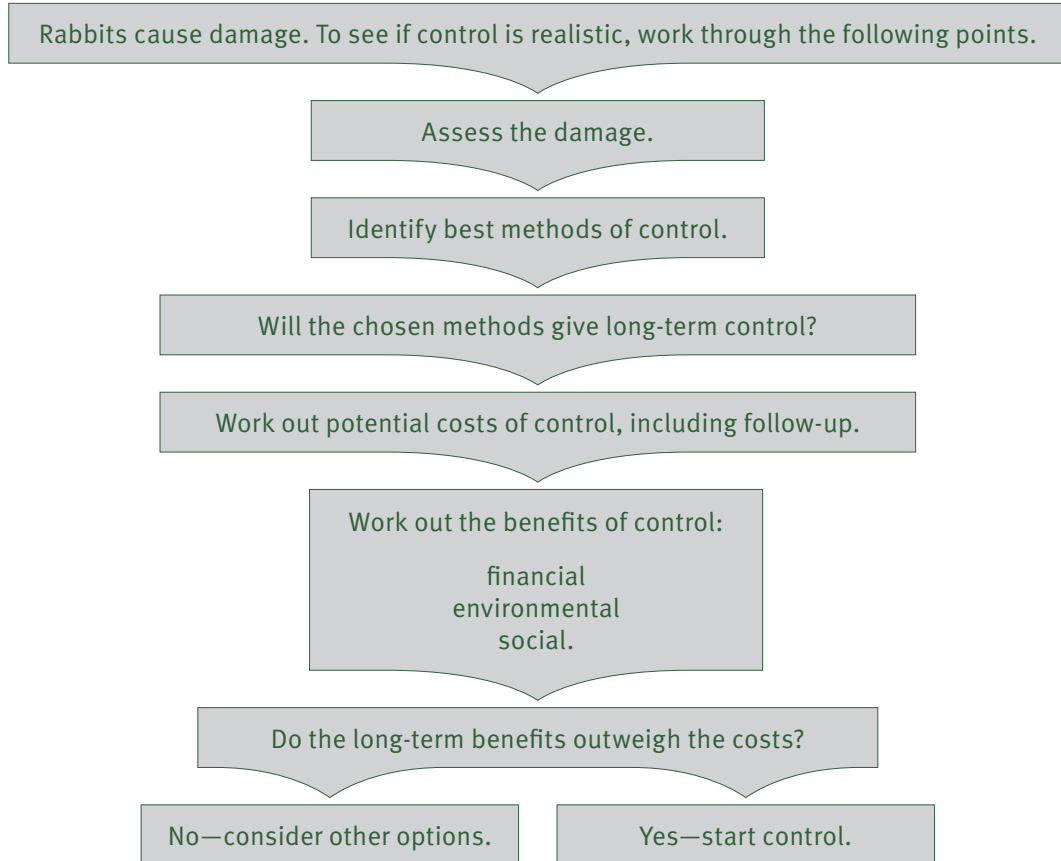 Rabbits cause damage. To see if control is realistic, work through the following points.
Assess the damage.
Identify best methods of control.
Will the chosen methods give long-term control?
Work out potential costs of control, including follow-up.
Work out the benefits of control:
financial
environmental
social.
Do the long-term benefits outweigh the costs?
No—consider other options.
Yes—start control.